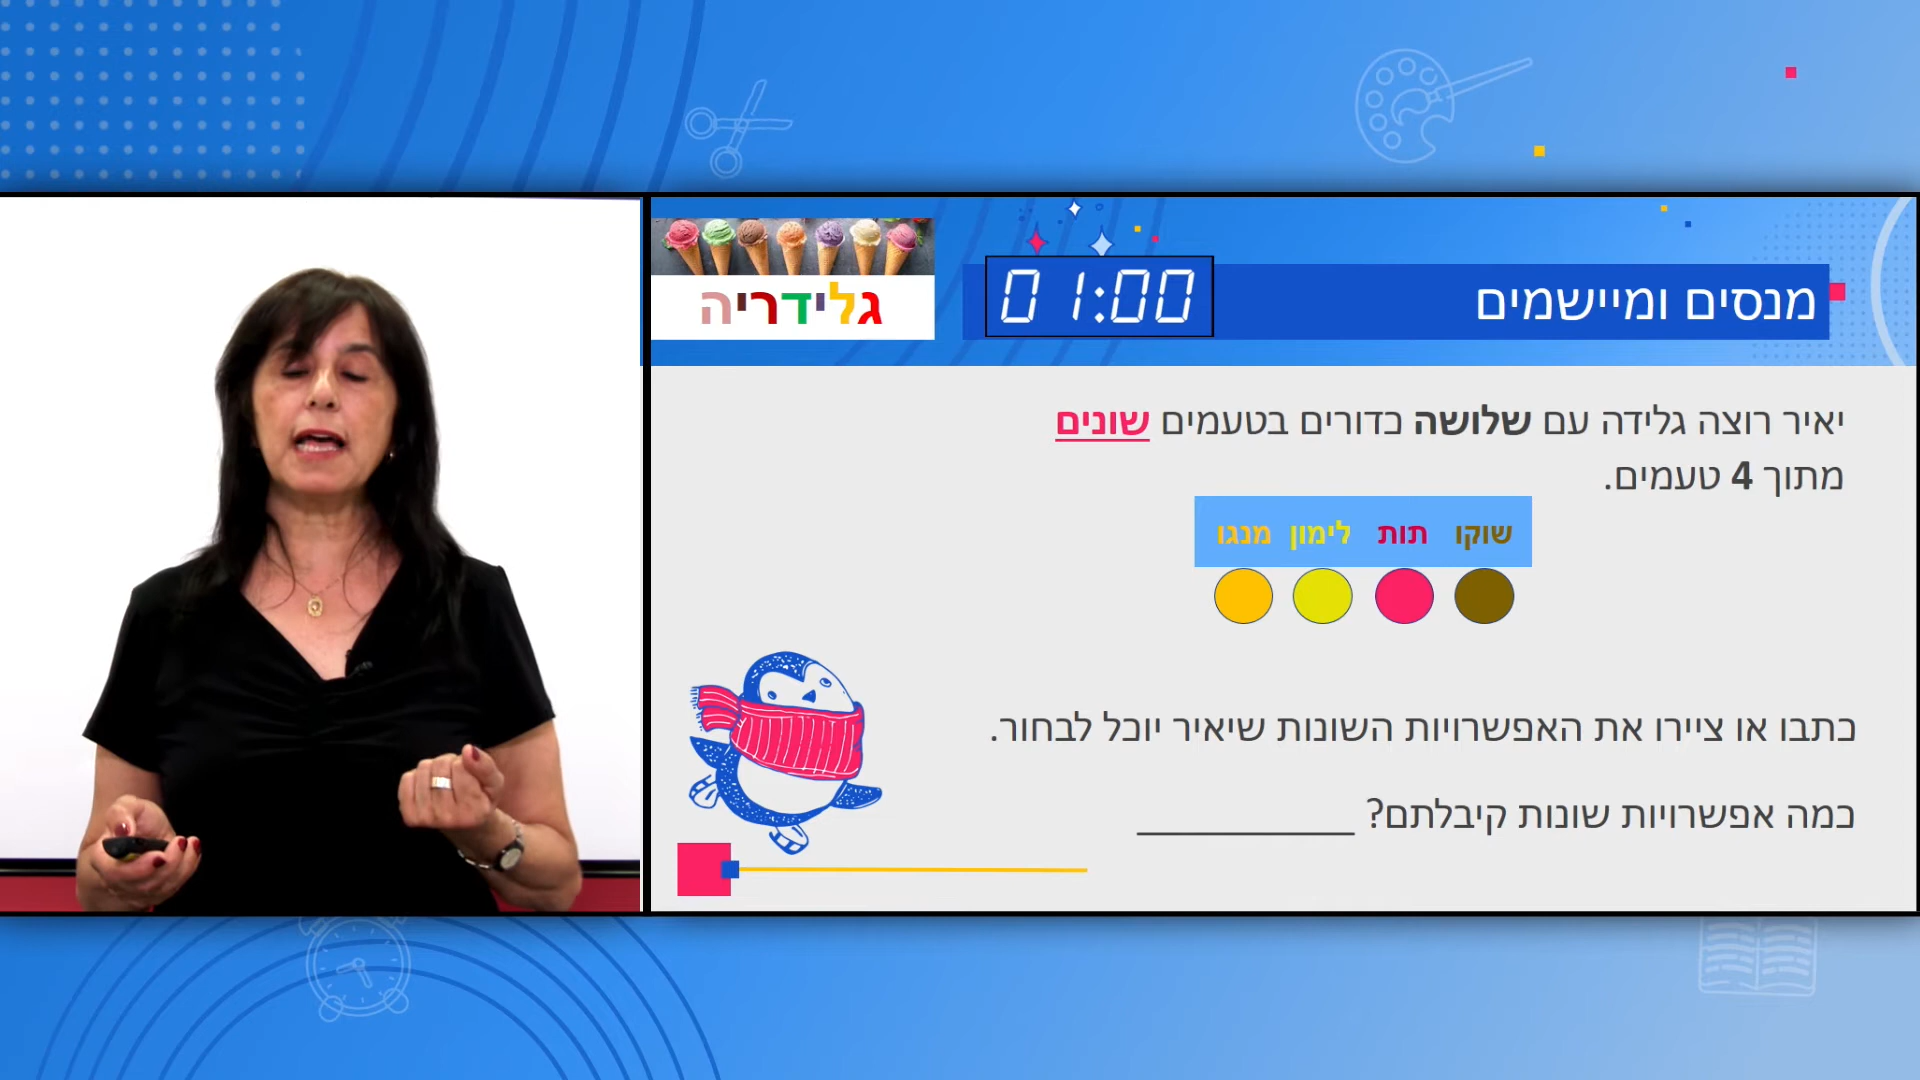 גלידריה
01:00
מנסים ומיישמים
יאיר רוצה גלידה עם שלושה כדורים בטעמים שונים
מתוך 4 טעמים.
שוקו תות לימון מנגו
כתבו או ציירו את האפשרויות השונות שיאיר יוכל לבחור.
כמה אפשרויות שונות קיבלתם? __________